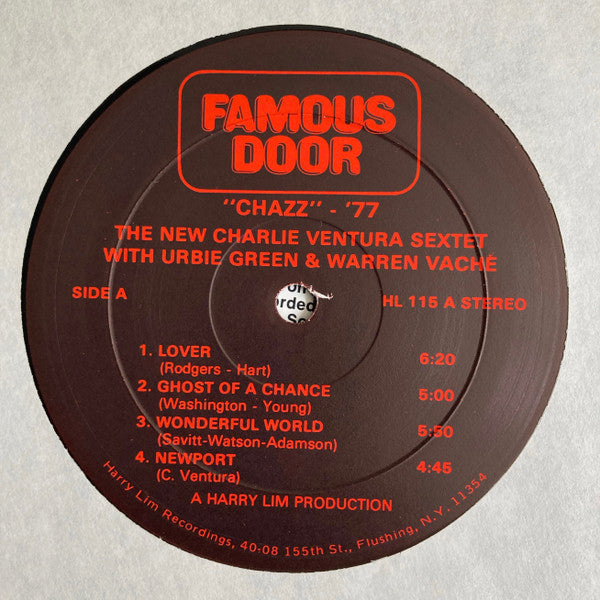 FAMOUS
DOOR
"CHAZZ" - '77
THE NEW CHARLIE VENTURA SEXTET
WITH URBIE GREEN & WARREN VACHÉ
SIDE A
HL 115 A STEREO
1. LOVER 6:20
(Rodgers - Hart)
2. GHOST OF A CHANCE 5:00
(Washington - Young)
3. WONDERFUL WORLD 5:50
(Savitt-Watson-Adamson)
4. NEWPORT 4:45
(C. Ventura)
A HARRY LIM PRODUCTION
Harry Lim Recordings, 40-08 155th St., Flushing, N.Y. 11354